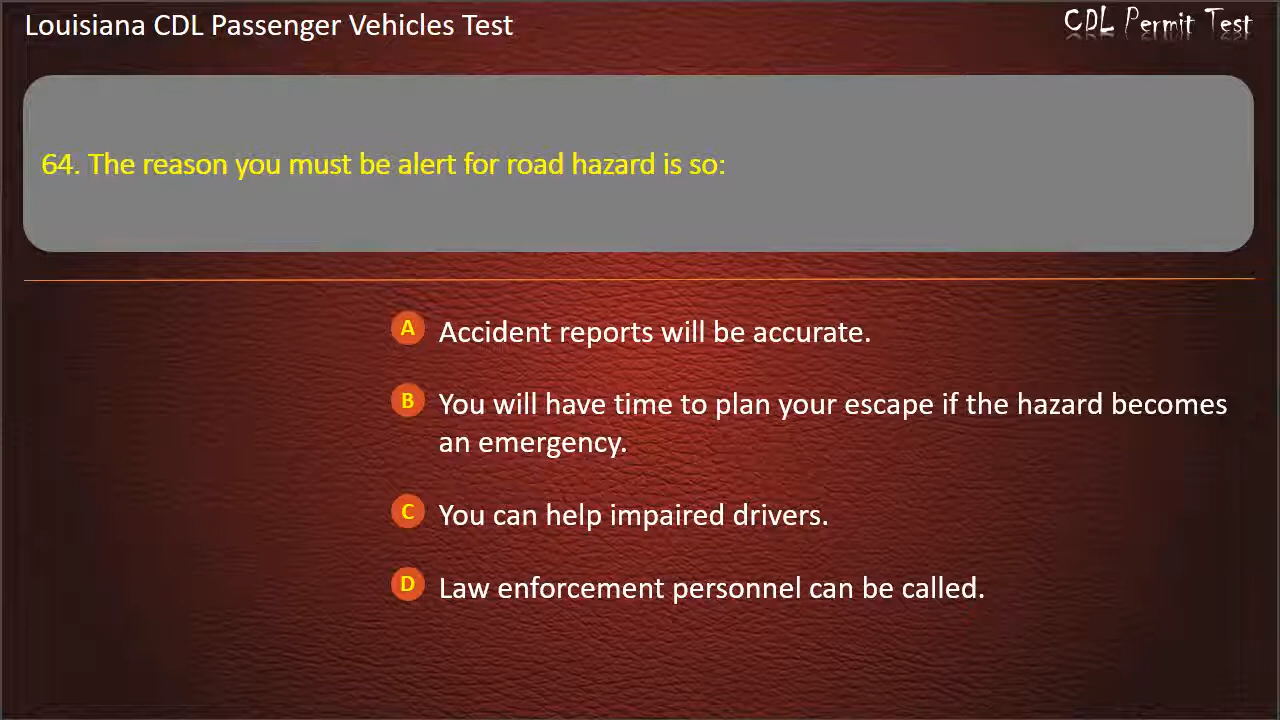 Louisiana CDL Passenger Vehicles Test
CDL Permit Test
64. The reason you must be alert for road hazard is so:
A Accident reports will be accurate.
B You will have time to plan your escape if the hazard becomes
an emergency.
C You can help impaired drivers.
D Law enforcement personnel can be called.